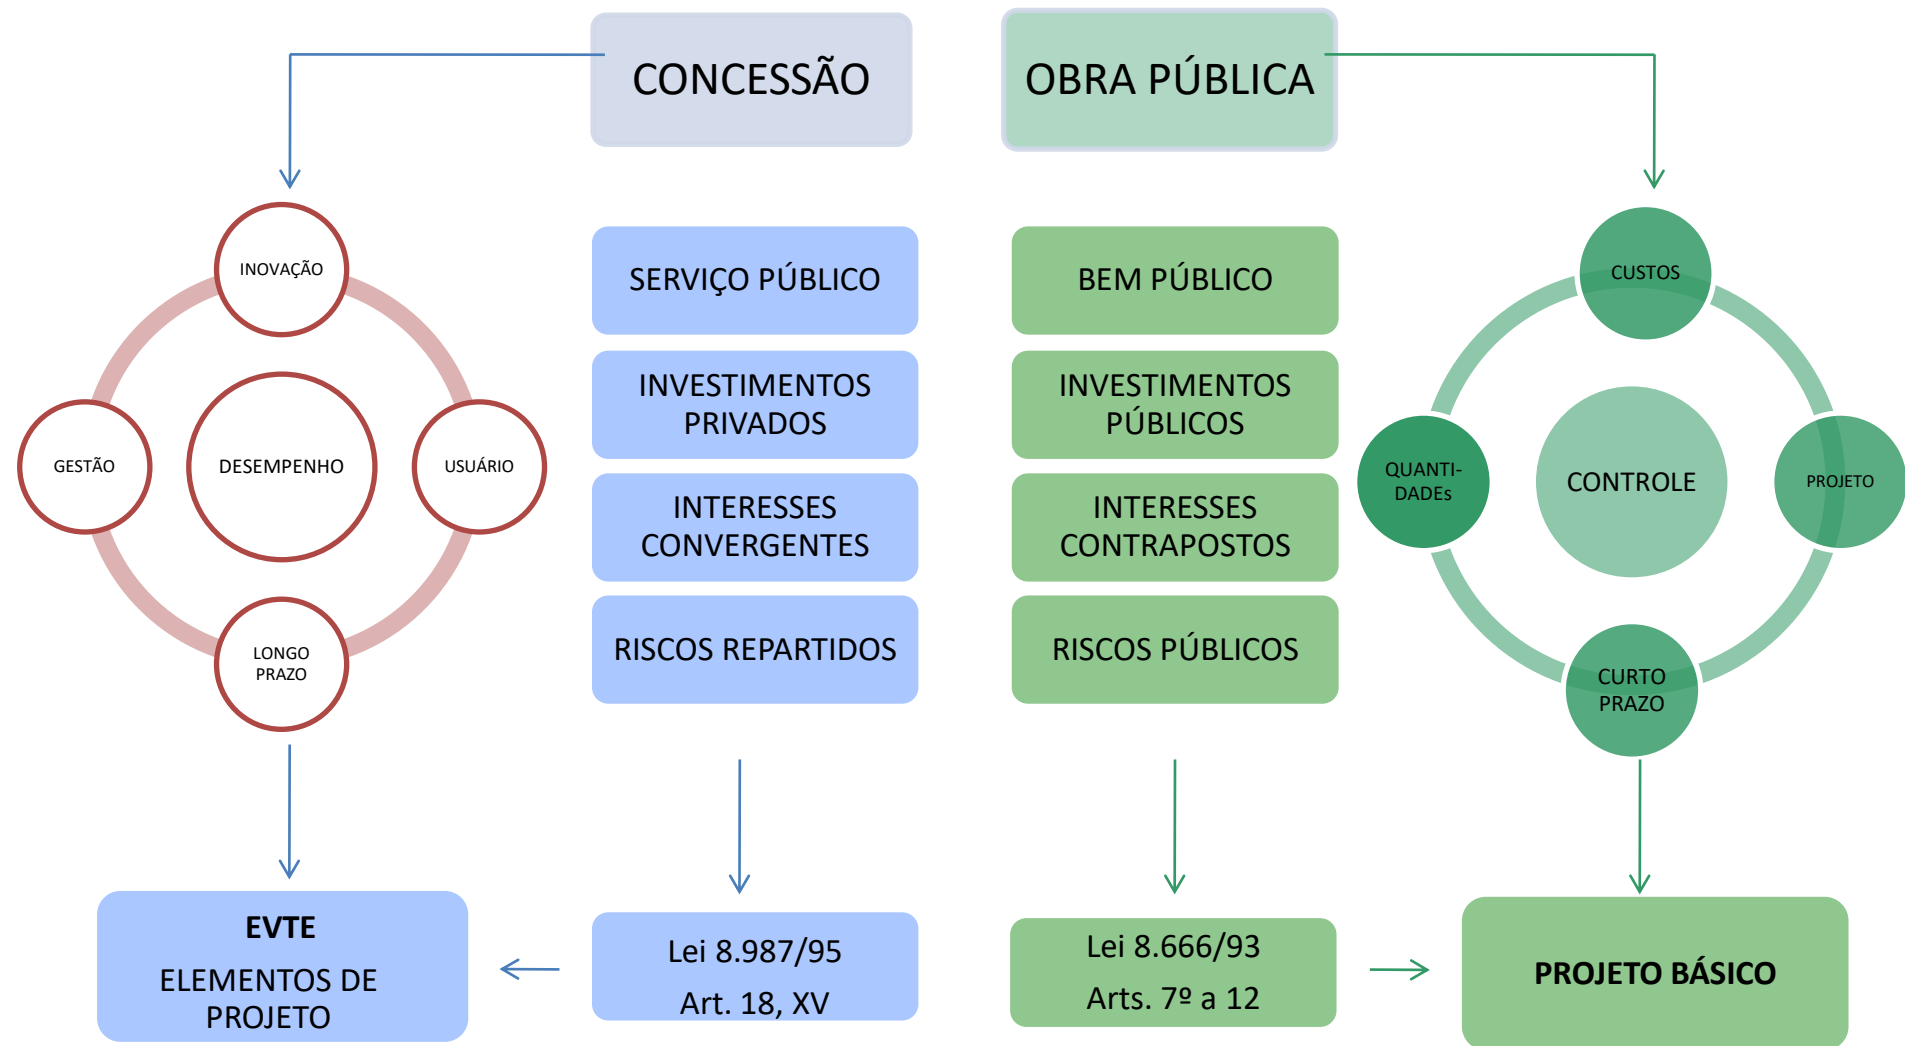 CONCESSÃO
OBRA PÚBLICA
INOVAÇÃO
GESTÃO
DESEMPENHO
USUÁRIO
LONGO
PRAZO
SERVIÇO PÚBLICO
INVESTIMENTOS
PRIVADOS
INTERESSES
CONVERGENTES
RISCOS REPARTIDOS
BEM PÚBLICO
INVESTIMENTOS
PÚBLICOS
INTERESSES
CONTRAPOSTOS
RISCOS PÚBLICOS
CUSTOS
QUANTI-
DADEs
CONTROLE
PROJETO
CURTO
PRAZO
EVTE
ELEMENTOS DE
PROJETO
Lei 8.987/95
Art. 18, XV
Lei 8.666/93
Arts. 7º a 12
PROJETO BÁSICO